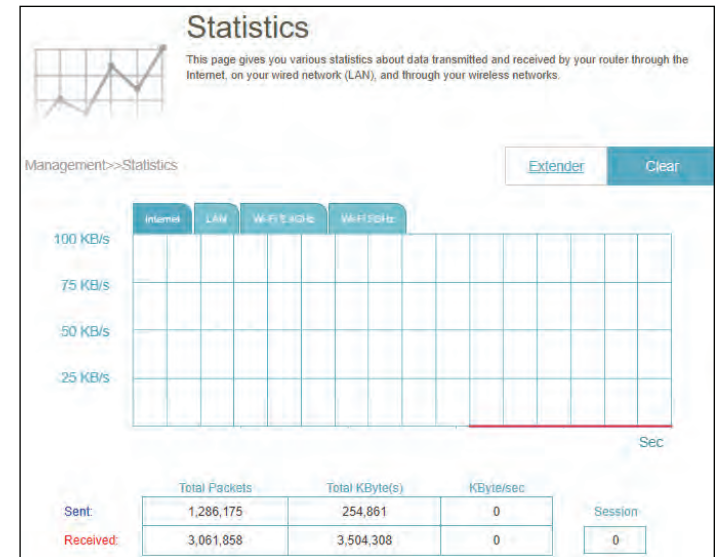 Statistics
This page gives you various statistics about data transmitted and received by your router through the
Internet, on your wired network (LAN), and through your wireless networks.
Management>>Statistics
Extender
Clear
Internet
LAN
Wi-Fi 2.4GHz
Wi-Fi 5GHz
100 KB/s
75 KB/s
50 KB/s
25 KB/s
Sec
Total Packets Total KByte(s) KByte/sec
Sent: 1,286,175 254,861 0 Session
Received: 3,061,858 3,504,308 0 0